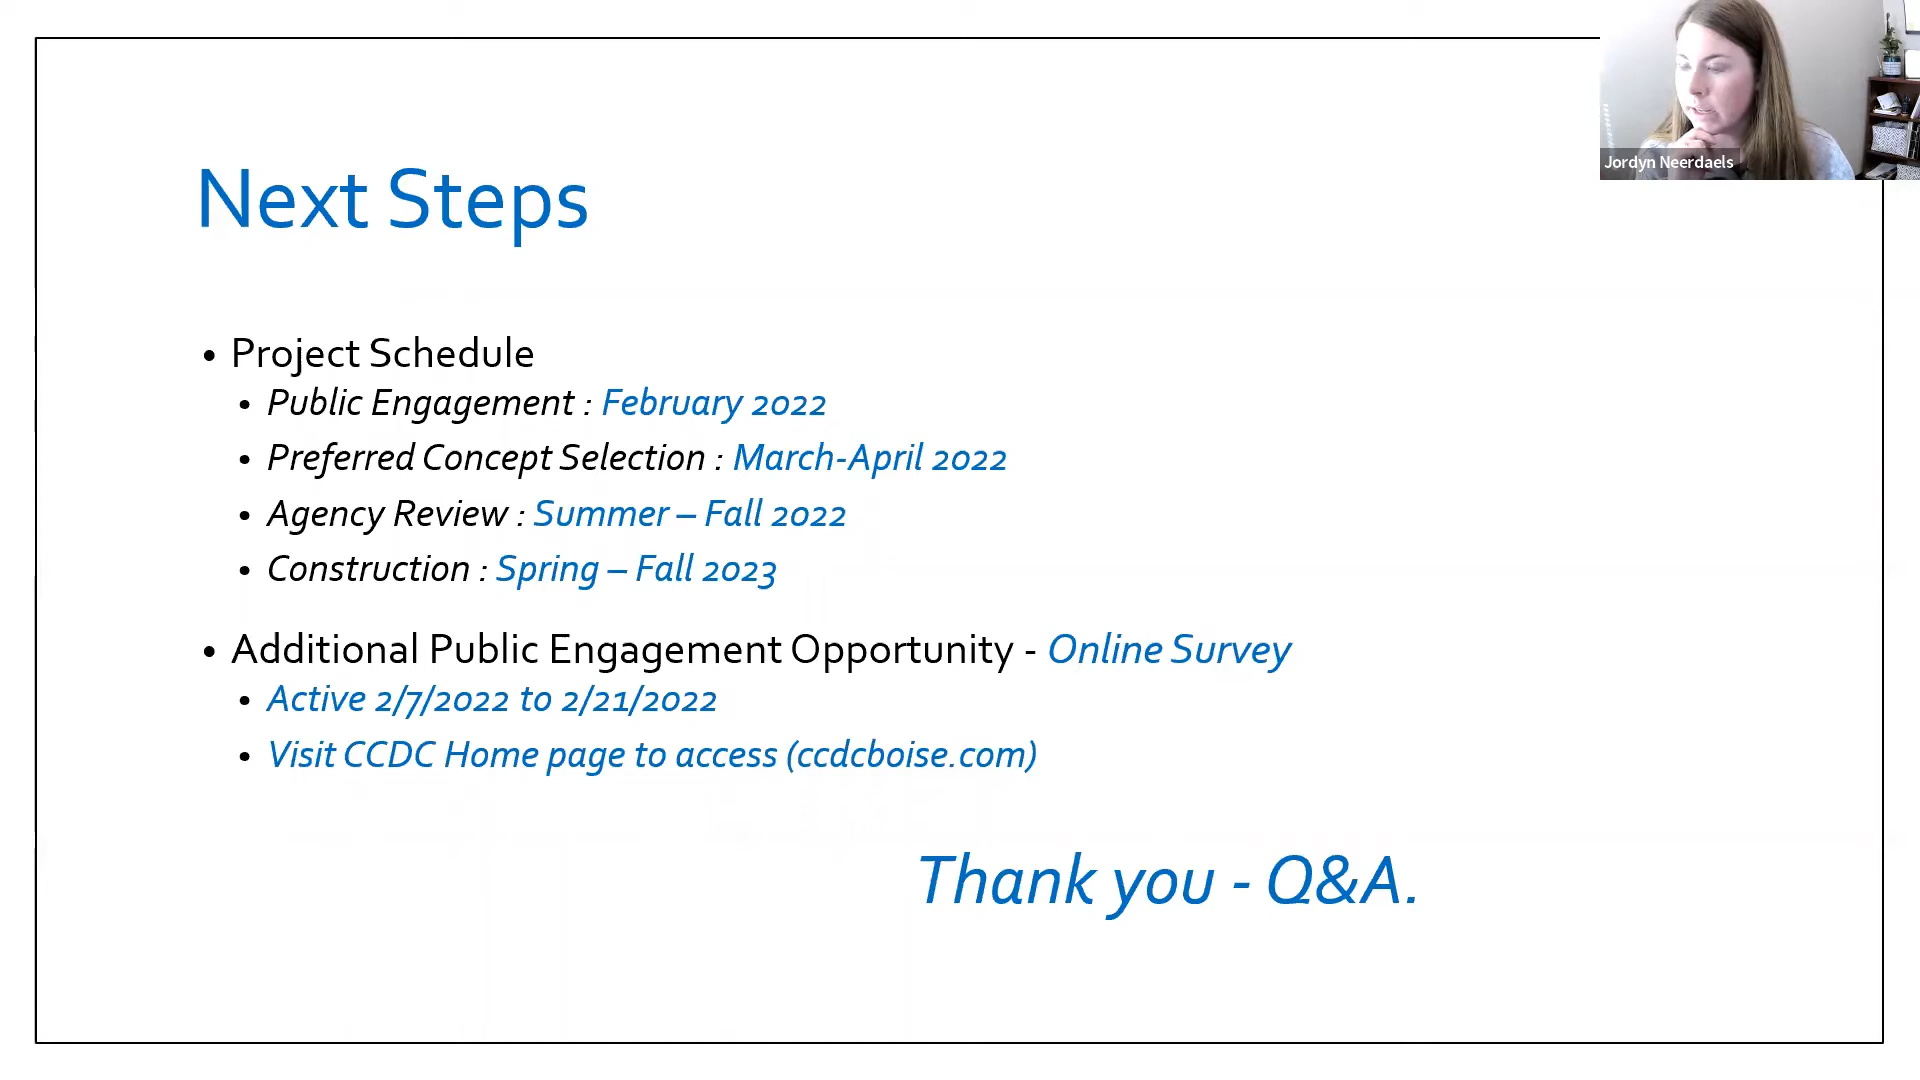 Jordyn Neerdaels
Next Steps
• Project Schedule
• Public Engagement : February 2022
• Preferred Concept Selection : March-April 2022
• Agency Review : Summer – Fall 2022
• Construction : Spring – Fall 2023
• Additional Public Engagement Opportunity - Online Survey
• Active 2/7/2022 to 2/21/2022
• Visit CCDC Home page to access (ccdcboise.com)
Thank you - Q&A.